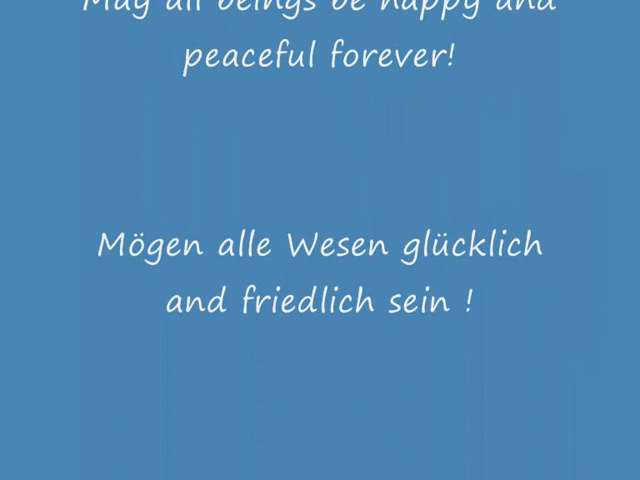 May all beings be happy and
peaceful forever!
Mögen alle Wesen glücklich
and friedlich sein !